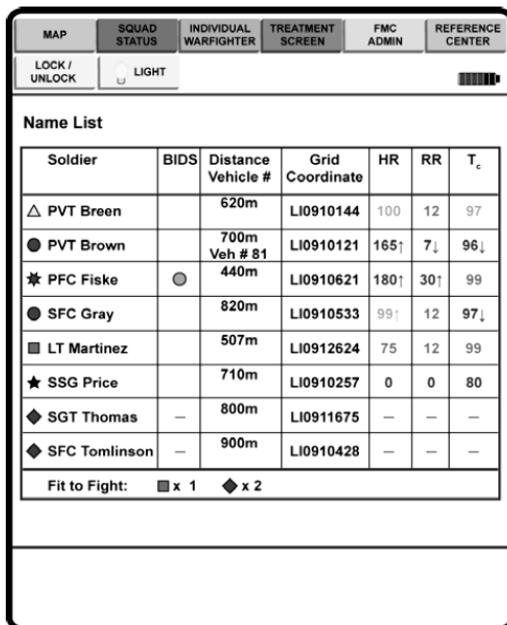 MAP SQUAD STATUS INDIVIDUAL WARFIGHTER TREATMENT SCREEN FMC ADMIN REFERENCE CENTER
LOCK / UNLOCK LIGHT
Name List
Soldier BIDS Distance Vehicle # Grid Coordinate HR RR Tc
PVT Breen 620m LI0910144 100 12 97
PVT Brown 700m Veh # 81 LI0910121 165↑ 7↓ 96↓
PFC Fiske 440m LI0910621 180↑ 30↑ 99
SFC Gray 820m LI0910533 99↑ 12 97↓
LT Martinez 507m LI0912624 75 12 99
SSG Price 710m LI0910257 0 0 80
SGT Thomas – 800m LI0911675 – – –
SFC Tomlinson – 900m LI0910428 – – –
Fit to Fight: x 1 x 2